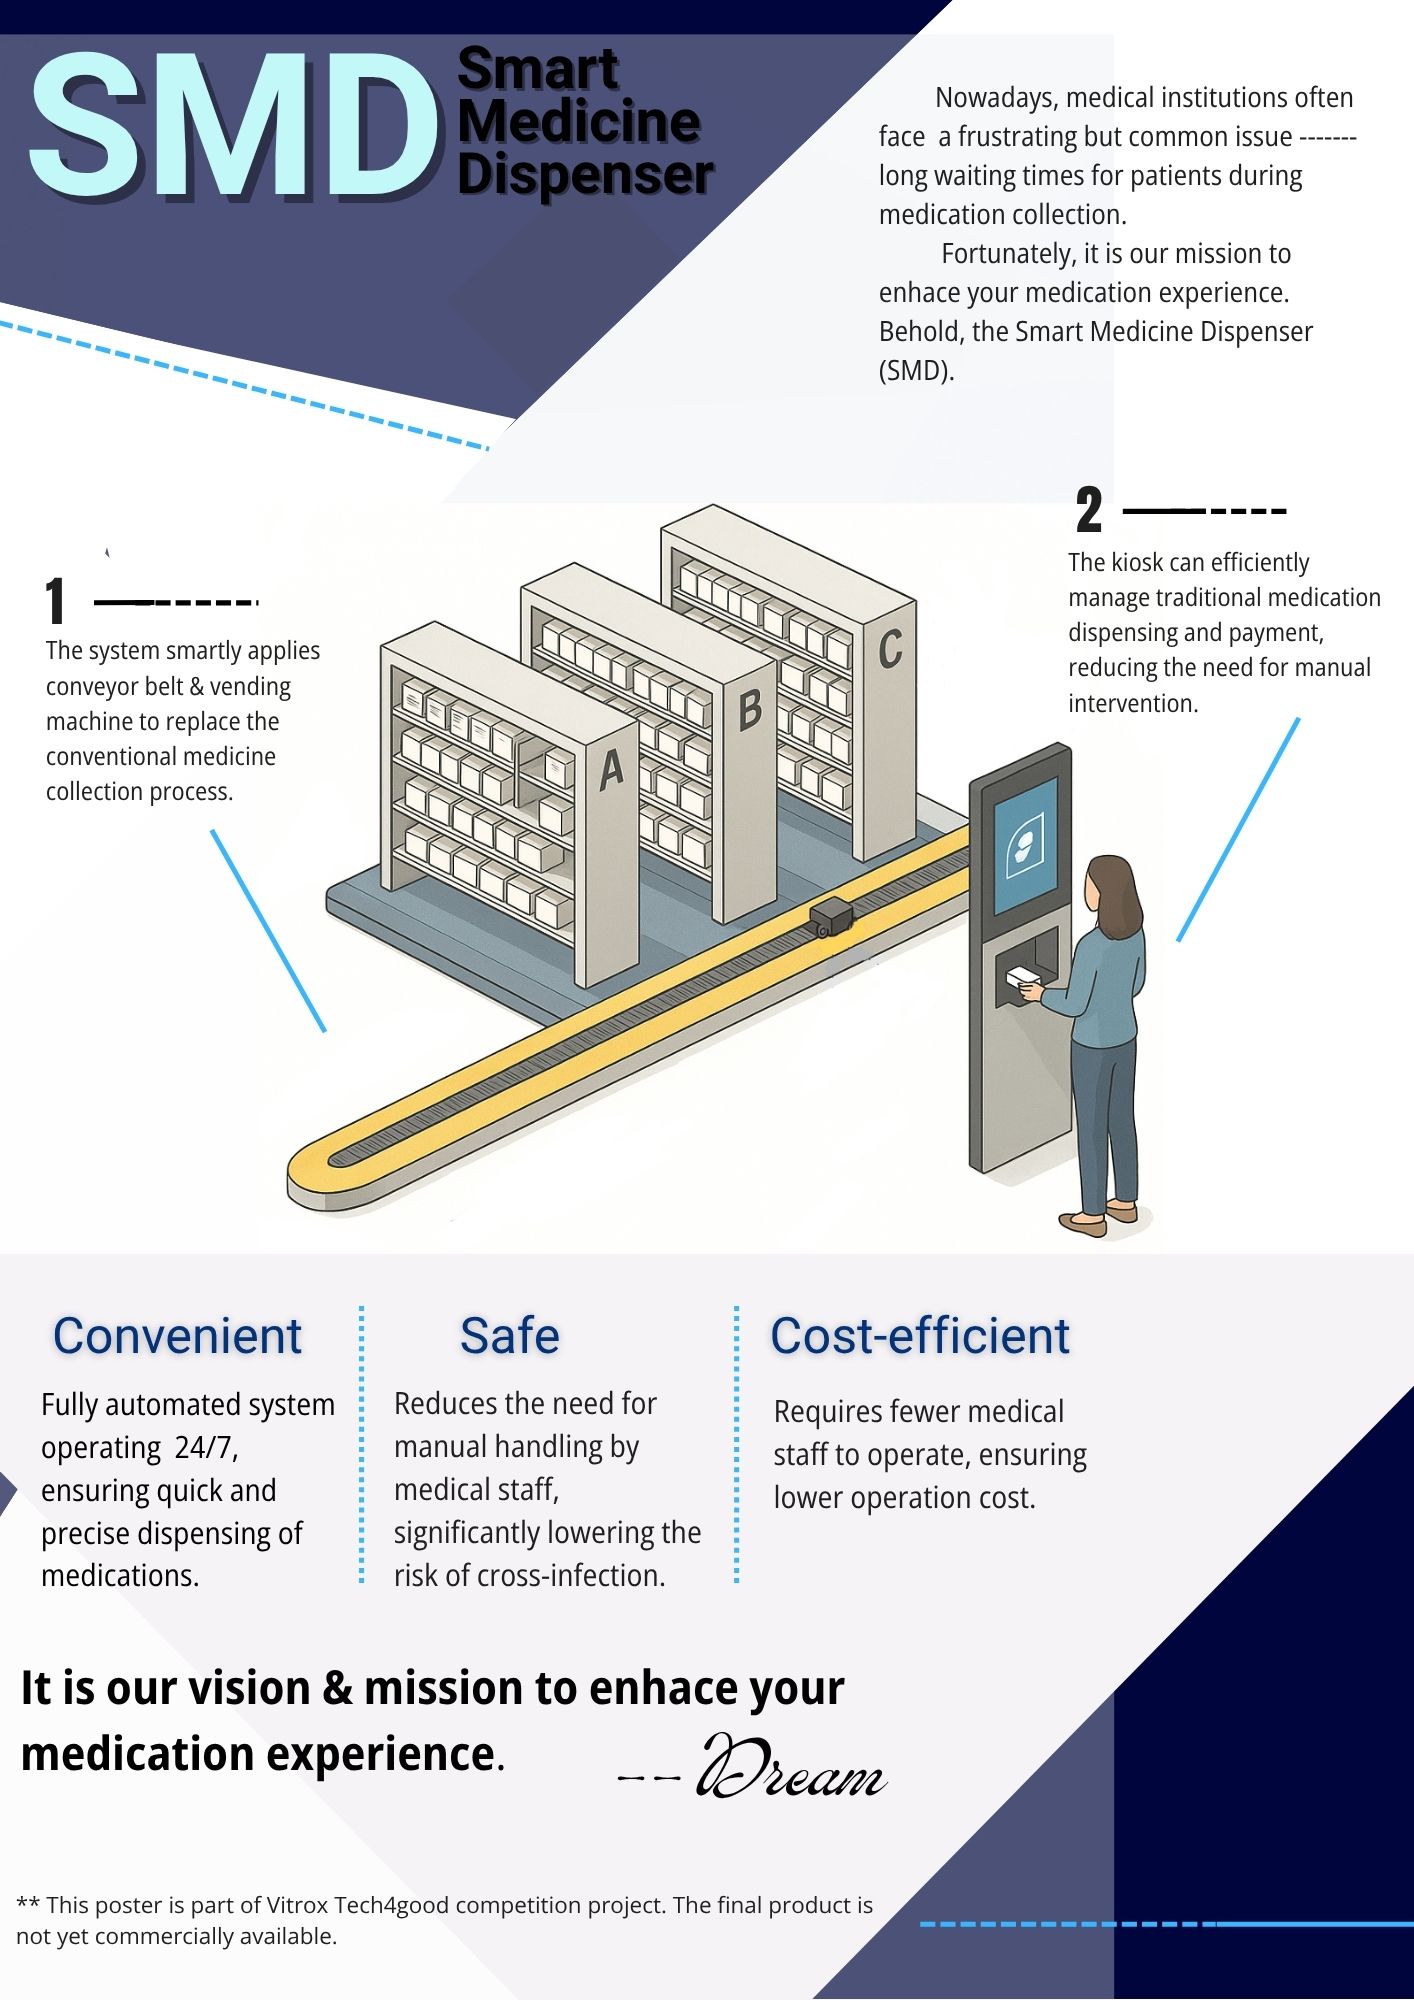 SMD
Smart
Medicine
Dispenser
Nowadays, medical institutions often
face a frustrating but common issue -------
long waiting times for patients during
medication collection.
Fortunately, it is our mission to
enhace your medication experience.
Behold, the Smart Medicine Dispenser
(SMD).
1
The system smartly applies
conveyor belt & vending
machine to replace the
conventional medicine
collection process.
2
The kiosk can efficiently
manage traditional medication
dispensing and payment,
reducing the need for manual
intervention.
A
B
C
Convenient
Fully automated system
operating 24/7,
ensuring quick and
precise dispensing of
medications.
Safe
Reduces the need for
manual handling by
medical staff,
significantly lowering the
risk of cross-infection.
Cost-efficient
Requires fewer medical
staff to operate, ensuring
lower operation cost.
It is our vision & mission to enhace your
medication experience.
-- Dream
** This poster is part of Vitrox Tech4good competition project. The final product is
not yet commercially available.